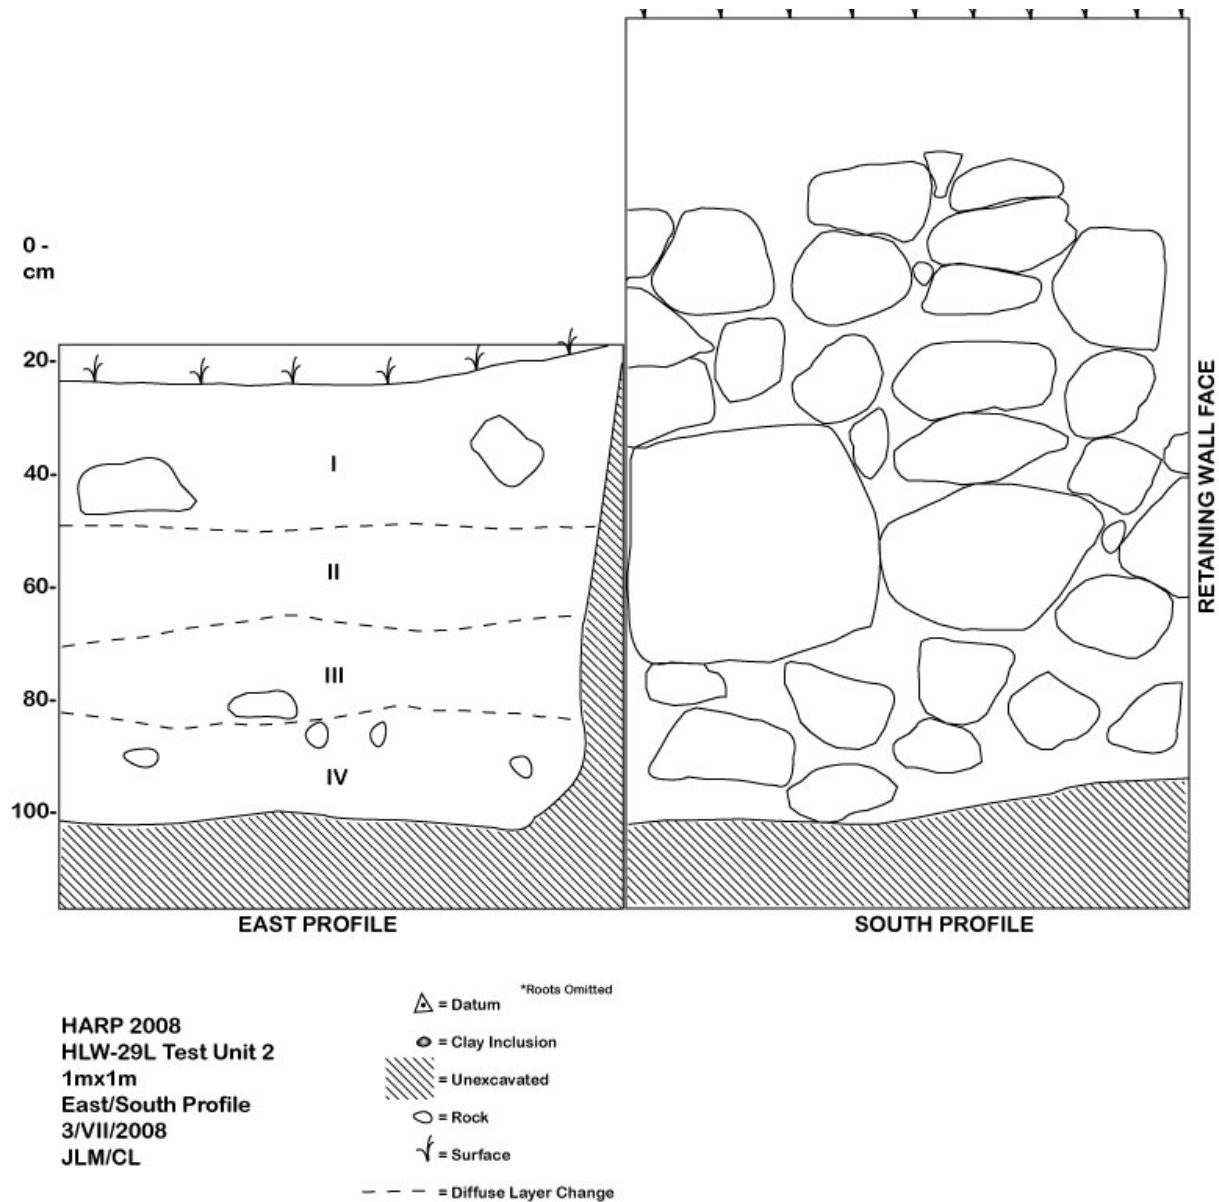 0 -
cm
20-
40-
60-
80-
100-
I
II
III
IV
RETAINING WALL FACE
EAST PROFILE
SOUTH PROFILE
HARP 2008
HLW-29L Test Unit 2
1mx1m
East/South Profile
3/VII/2008
JLM/CL
*Roots Omitted
= Datum
= Clay Inclusion
= Unexcavated
= Rock
= Surface
= Diffuse Layer Change